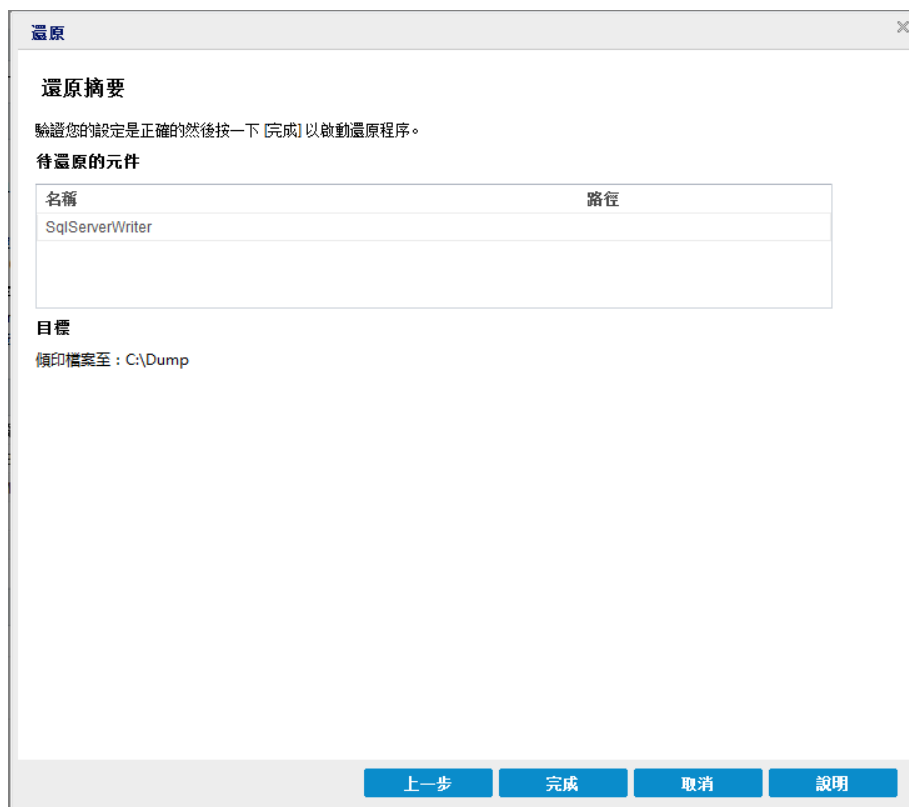 還原
還原摘要
驗證您的設定是正確的然後按一下 [完成] 以啟動還原程序。
待還原的元件
名稱 路徑
SqlServerWriter
目標
傾印檔案至：C:\Dump
上一步 完成 取消 說明